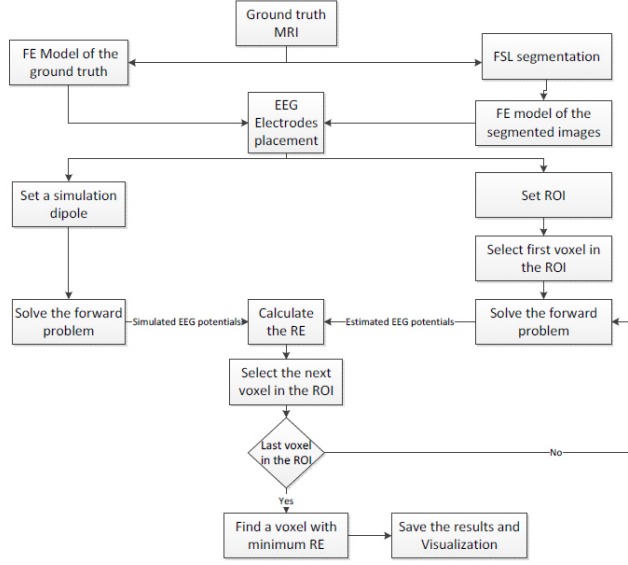 Ground truth
MRI
FE Model of the
ground truth
FSL segmentation
EEG
Electrodes
placement
FE model of the
segmented images
Set a simulation
dipole
Set ROI
Select first voxel in
the ROI
Solve the forward
problem
Simulated EEG potentials
Calculate
the RE
Estimated EEG potentials
Solve the forward
problem
Select the next
voxel in the ROI
Last voxel
in the ROI
No
Yes
Find a voxel with
minimum RE
Save the results and
Visualization